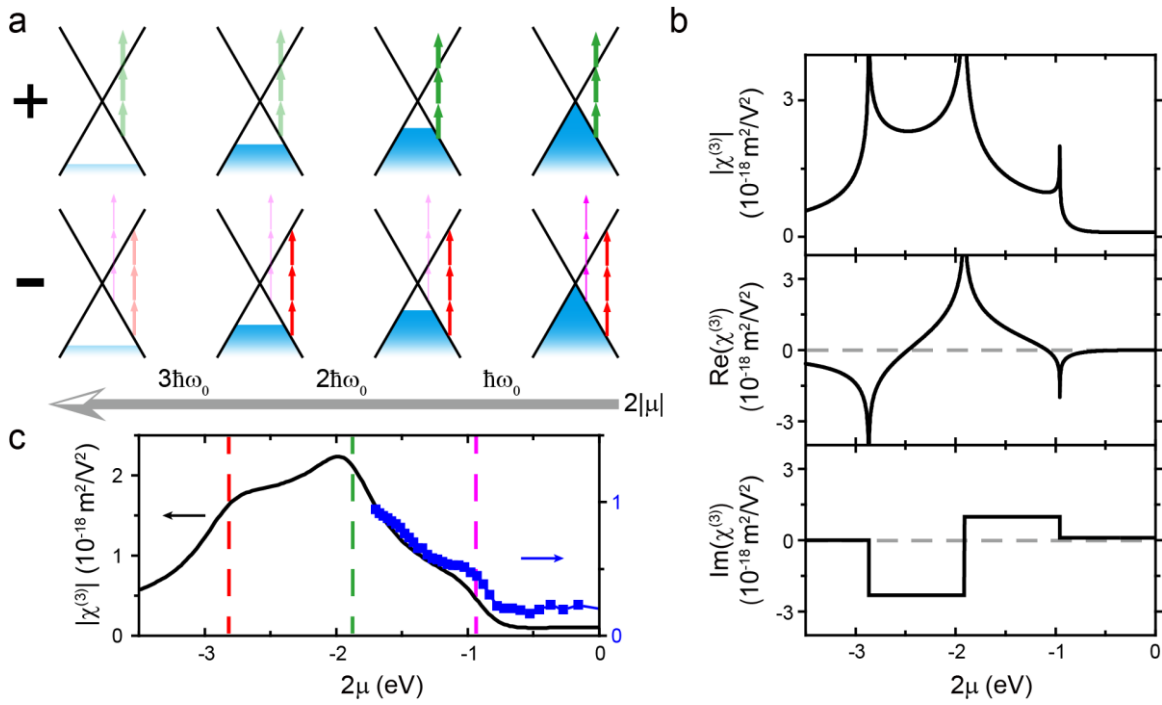 a
+
−
3ħω₀
2ħω₀
ħω₀
2|μ|
b
|χ⁽³⁾|
(10⁻¹⁸ m²/V²)
3
0
Re(χ⁽³⁾)
(10⁻¹⁸ m²/V²)
3
0
-3
Im(χ⁽³⁾)
(10⁻¹⁸ m²/V²)
3
0
-3
-3 -2 -1 0
2μ (eV)
c
|χ⁽³⁾| (10⁻¹⁸ m²/V²)
2
1
0
1
0
-3 -2 -1 0
2μ (eV)